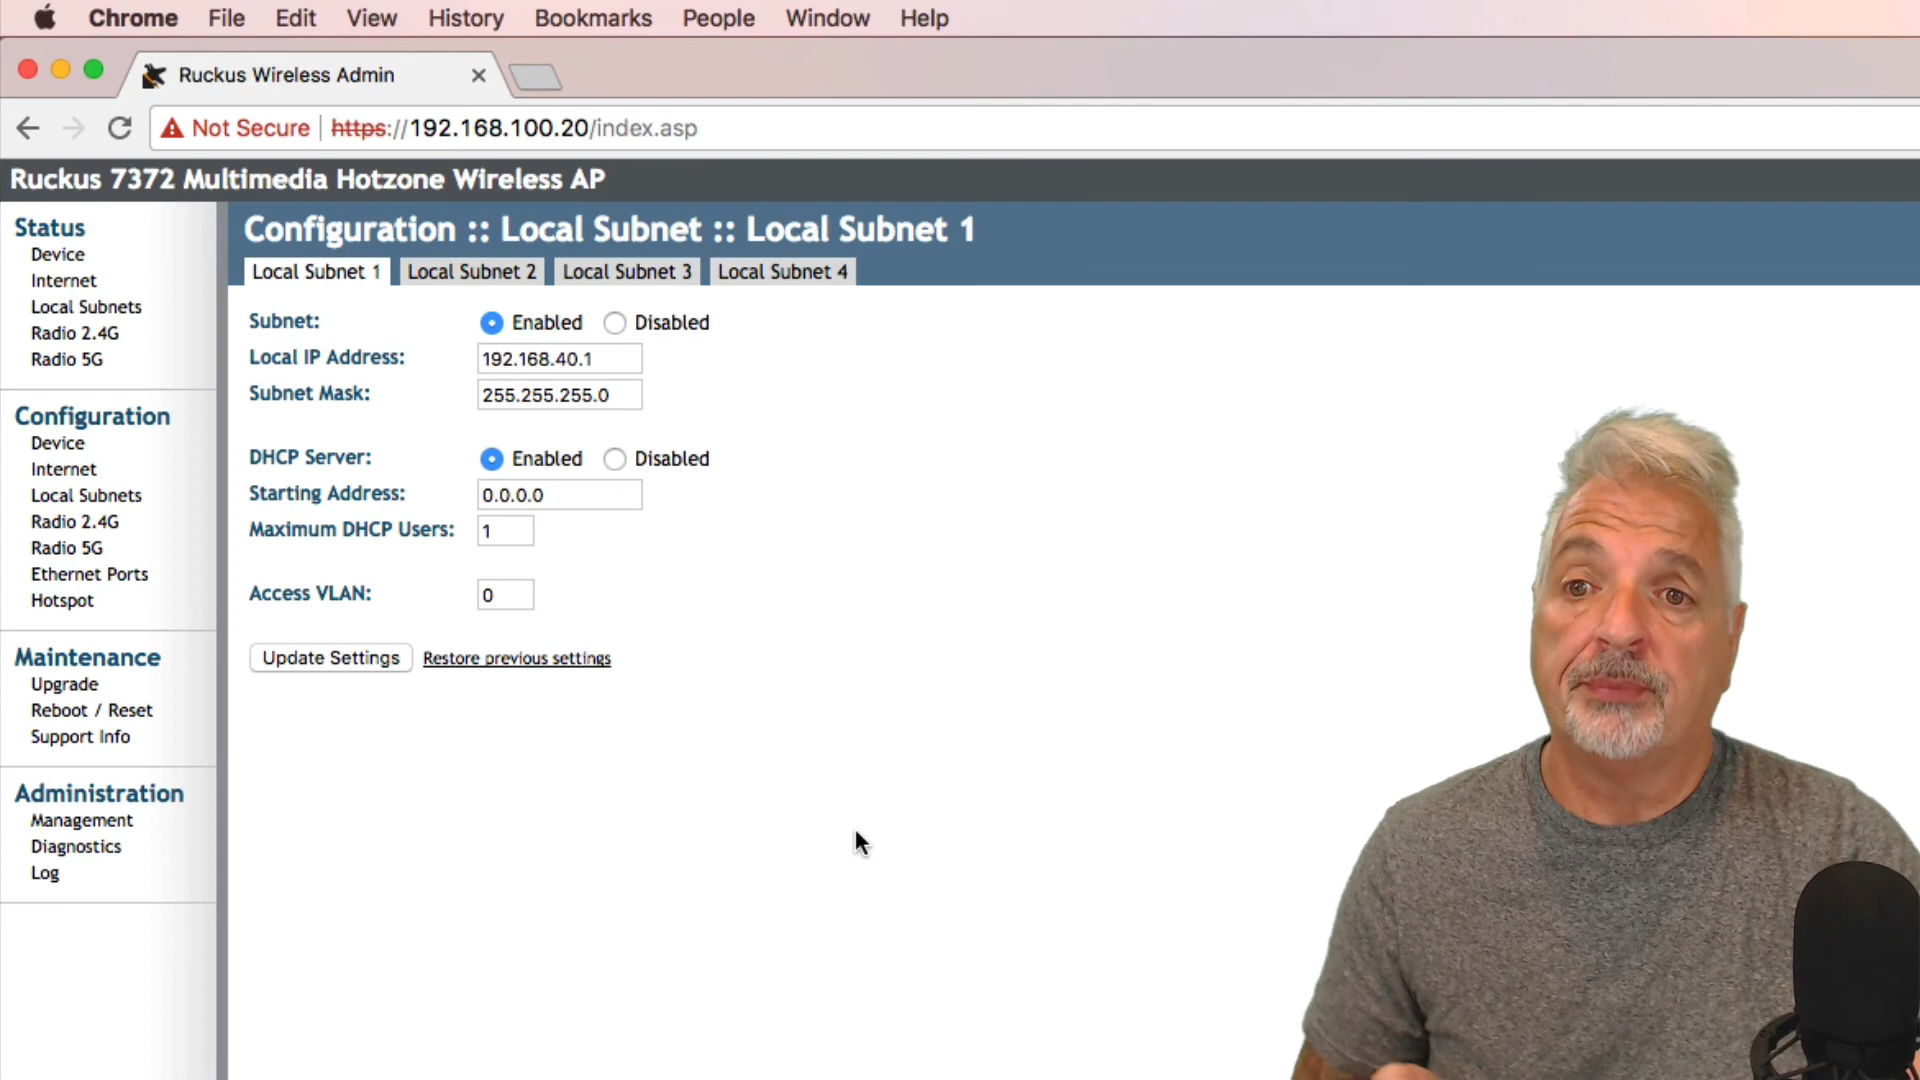 Chrome File Edit View History Bookmarks People Window Help
Ruckus Wireless Admin
Not Secure https://192.168.100.20/index.asp
Ruckus 7372 Multimedia Hotzone Wireless AP
Status
Device
Internet
Local Subnets
Radio 2.4G
Radio 5G
Configuration
Device
Internet
Local Subnets
Radio 2.4G
Radio 5G
Ethernet Ports
Hotspot
Maintenance
Upgrade
Reboot / Reset
Support Info
Administration
Management
Diagnostics
Log
Configuration :: Local Subnet :: Local Subnet 1
Local Subnet 1 Local Subnet 2 Local Subnet 3 Local Subnet 4
Subnet: Enabled Disabled
Local IP Address: 192.168.40.1
Subnet Mask: 255.255.255.0
DHCP Server: Enabled Disabled
Starting Address: 0.0.0.0
Maximum DHCP Users: 1
Access VLAN: 0
Update Settings Restore previous settings